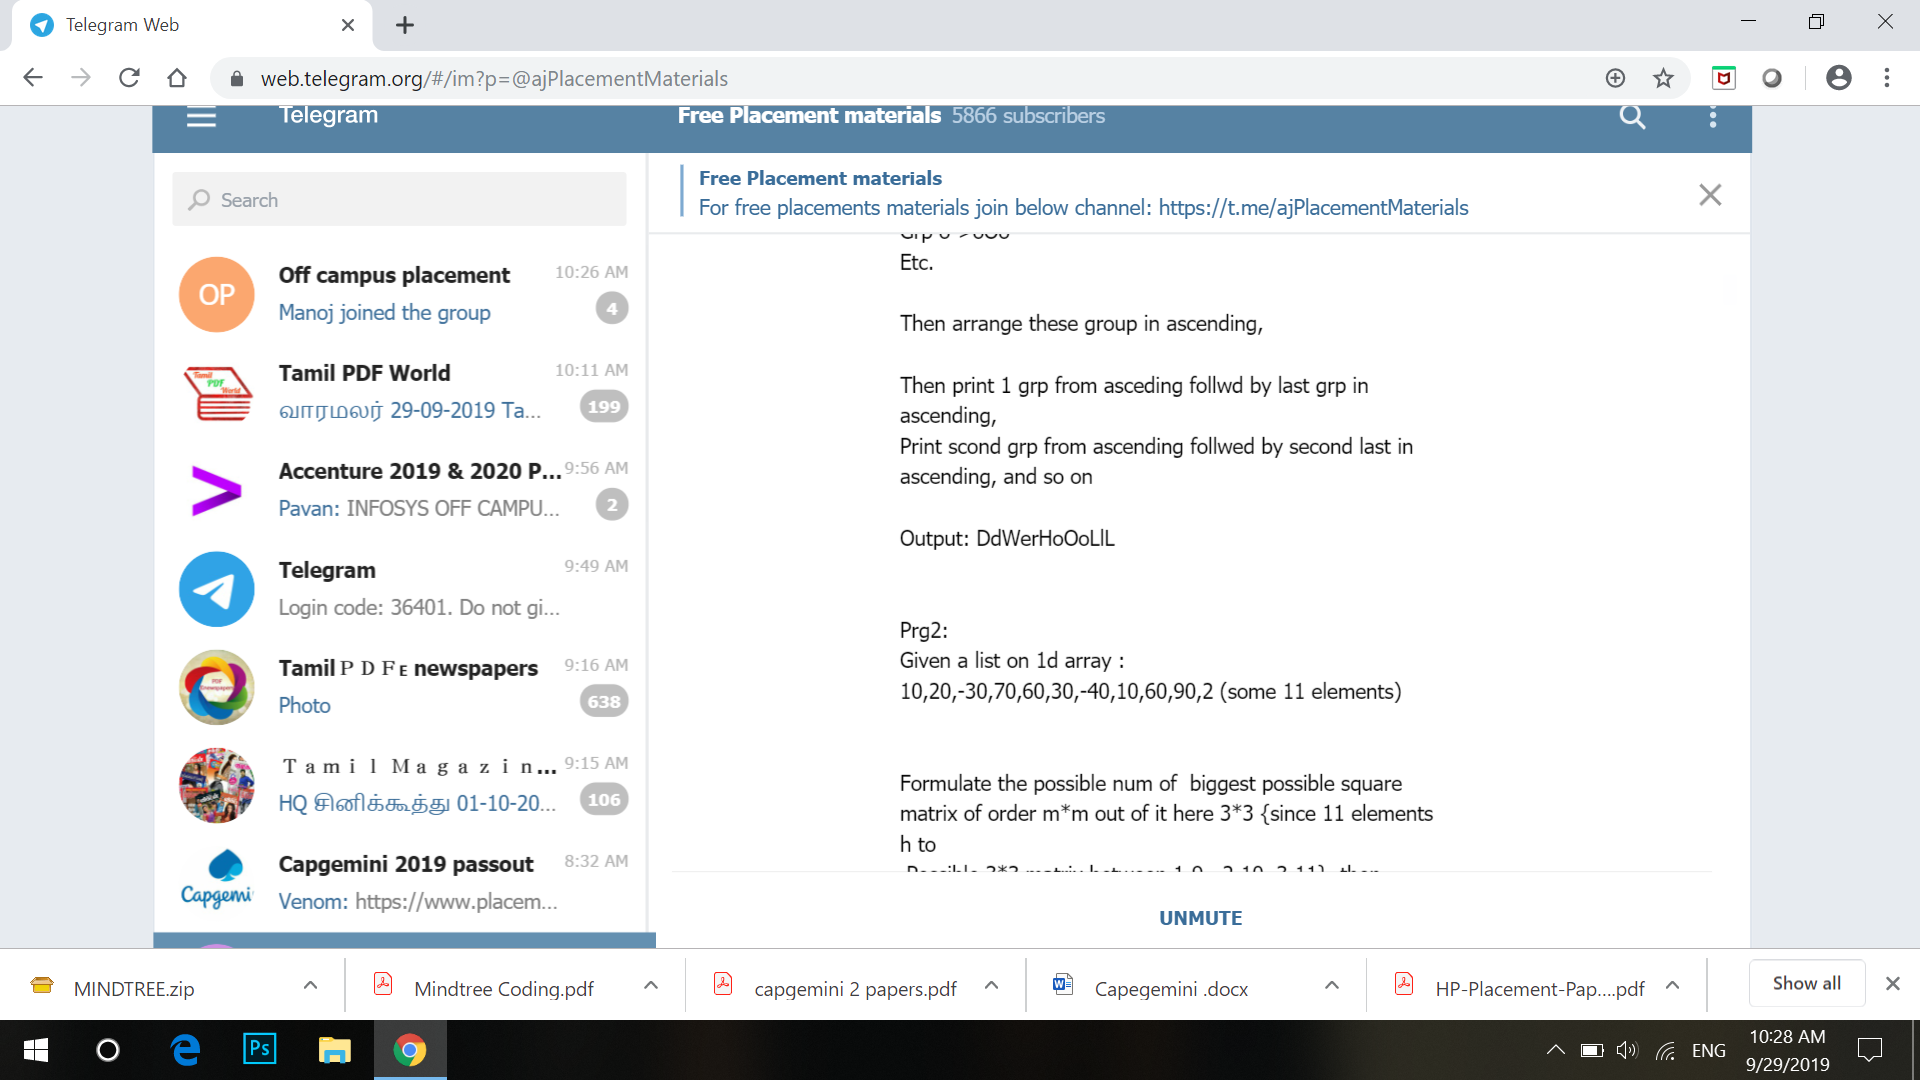 Telegram Web
web.telegram.org/#/im?p=@ajPlacementMaterials
Telegram
Free Placement materials 5866 subscribers
Search
Free Placement materials
For free placements materials join below channel: https://t.me/ajPlacementMaterials
OP
Off campus placement 10:26 AM
Manoj joined the group 4
Tamil PDF World 10:11 AM
வாரமலர் 29-09-2019 Ta... 199
Accenture 2019 & 2020 P... 9:56 AM
Pavan: INFOSYS OFF CAMPU... 2
Telegram 9:49 AM
Login code: 36401. Do not gi...
Tamil P D F E newspapers 9:16 AM
Photo 638
T a m i l M a g a z i n... 9:15 AM
HQ சினிக்கூத்து 01-10-20... 106
Capgemini 2019 passout 8:32 AM
Capgemi
Venom: https://www.placem...
Etc.
Then arrange these group in ascending,
Then print 1 grp from asceding follwd by last grp in
ascending,
Print scond grp from ascending follwed by second last in
ascending, and so on
Output: DdWerHoOoLlL
Prg2:
Given a list on 1d array :
10,20,-30,70,60,30,-40,10,60,90,2 (some 11 elements)
Formulate the possible num of  biggest possible square
matrix of order m*m out of it here 3*3 {since 11 elements
h to
UNMUTE
MINDTREE.zip
Mindtree Coding.pdf
capgemini 2 papers.pdf
Capegemini .docx
HP-Placement-Pap....pdf
Show all
Ps
ENG
10:28 AM
9/29/2019